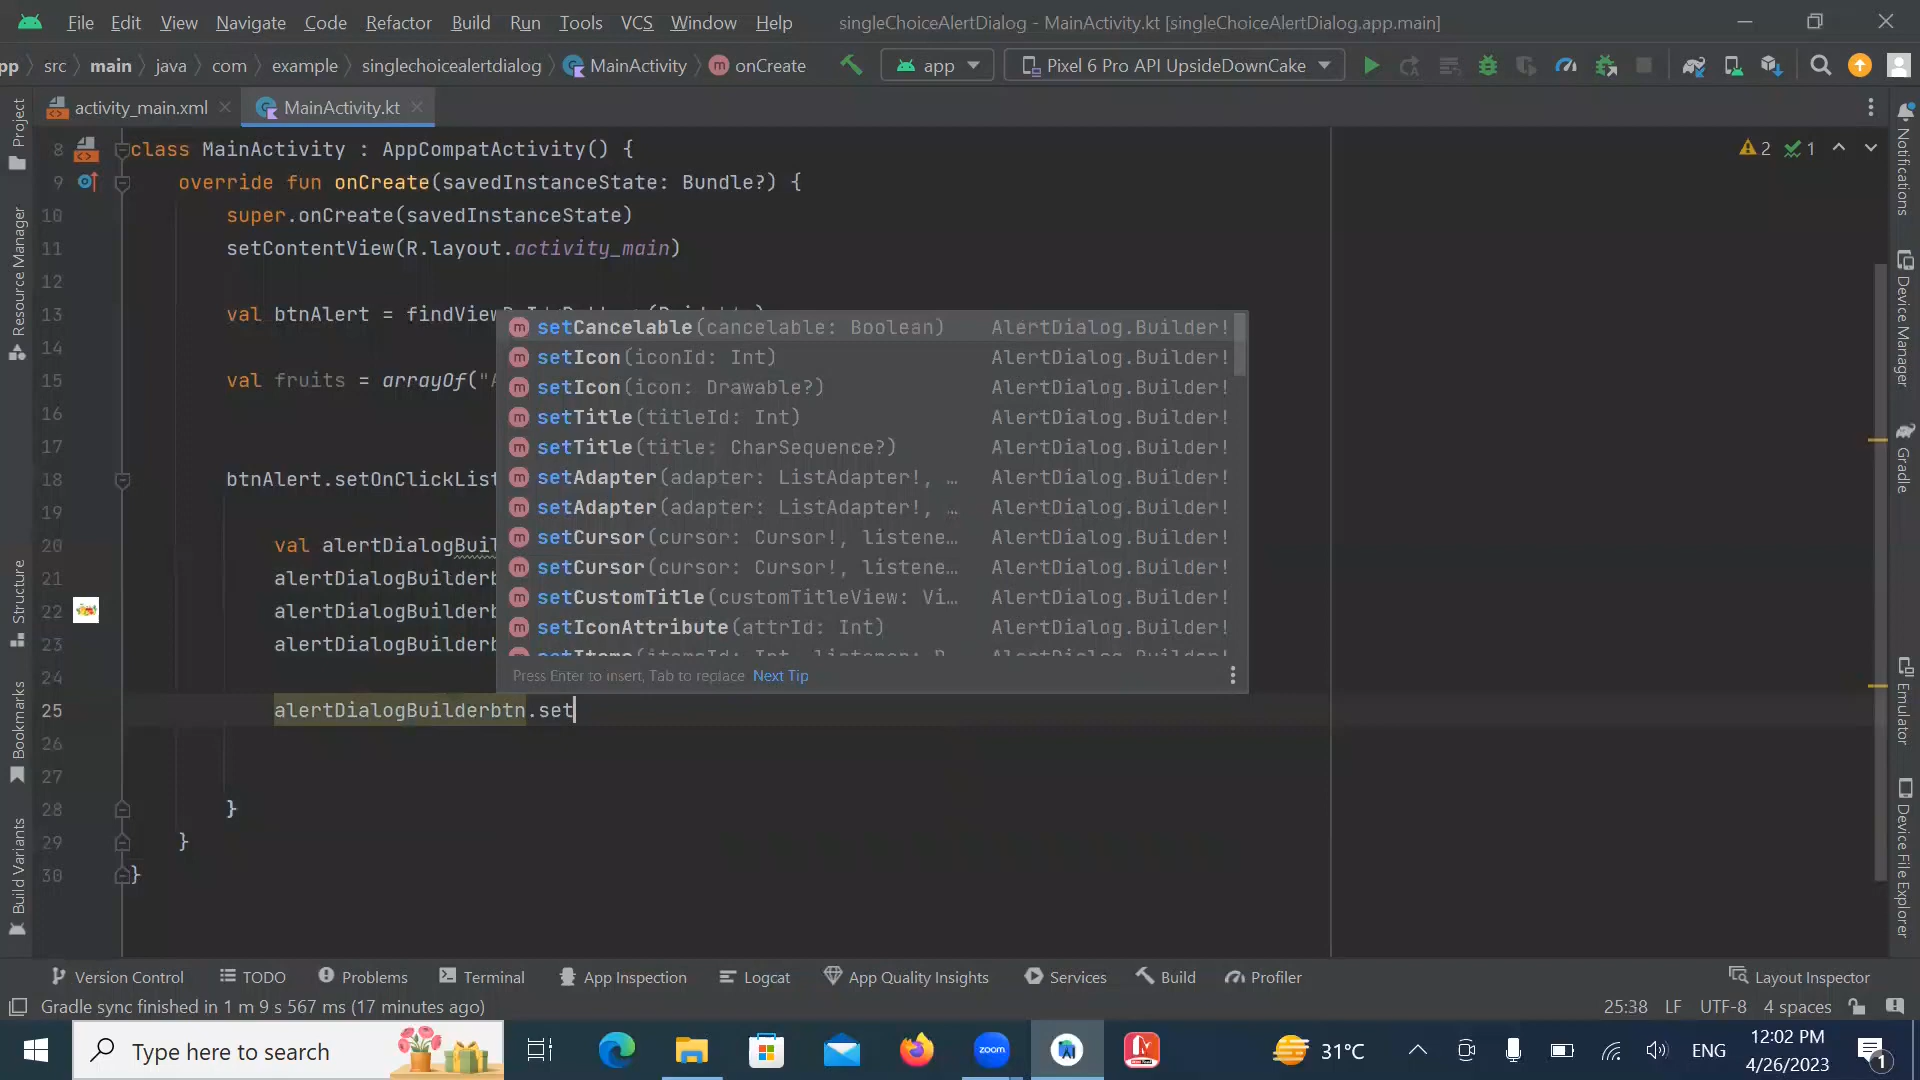 File Edit View Navigate Code Refactor Build Run Tools VCS Window Help singleChoiceAlertDialog - MainActivity.kt [singleChoiceAlertDialog.app.main]
pp src main java com example singlechoicealertdialog MainActivity onCreate app Pixel 6 Pro API UpsideDownCake
activity_main.xml MainActivity.kt
8 class MainActivity : AppCompatActivity() { 2 1
9 override fun onCreate(savedInstanceState: Bundle?) {
10 super.onCreate(savedInstanceState)
11 setContentView(R.layout.activity_main)
12
13 val btnAlert =
14
15 val fruits = arrayOf("A
16
17
18 btnAlert.setOnClickList
19
20 val alertDialogBuil
21 alertDialogBuilderb
22 alertDialogBuilderb
23 alertDialogBuilderb
24
25 alertDialogBuilderbtn.set
26
27
28 }
29 }
30 }
setCancelable(cancelable: Boolean) AlertDialog.Builder!
setIcon(iconId: Int) AlertDialog.Builder!
setIcon(icon: Drawable?) AlertDialog.Builder!
setTitle(titleId: Int) AlertDialog.Builder!
setTitle(title: CharSequence?) AlertDialog.Builder!
setAdapter(adapter: ListAdapter!, … AlertDialog.Builder!
setAdapter(adapter: ListAdapter!, … AlertDialog.Builder!
setCursor(cursor: Cursor!, listene… AlertDialog.Builder!
setCursor(cursor: Cursor!, listene… AlertDialog.Builder!
setCustomTitle(customTitleView: Vi… AlertDialog.Builder!
setIconAttribute(attrId: Int) AlertDialog.Builder!
Press Enter to insert, Tab to replace Next Tip
Project
Resource Manager
Structure
Bookmarks
Build Variants
Notifications
Device Manager
Gradle
Emulator
Device File Explorer
Version Control TODO Problems Terminal App Inspection Logcat App Quality Insights Services Build Profiler Layout Inspector
Gradle sync finished in 1 m 9 s 567 ms (17 minutes ago) 25:38 LF UTF-8 4 spaces
Type here to search zoom 31°C ENG 12:02 PM
4/26/2023 1